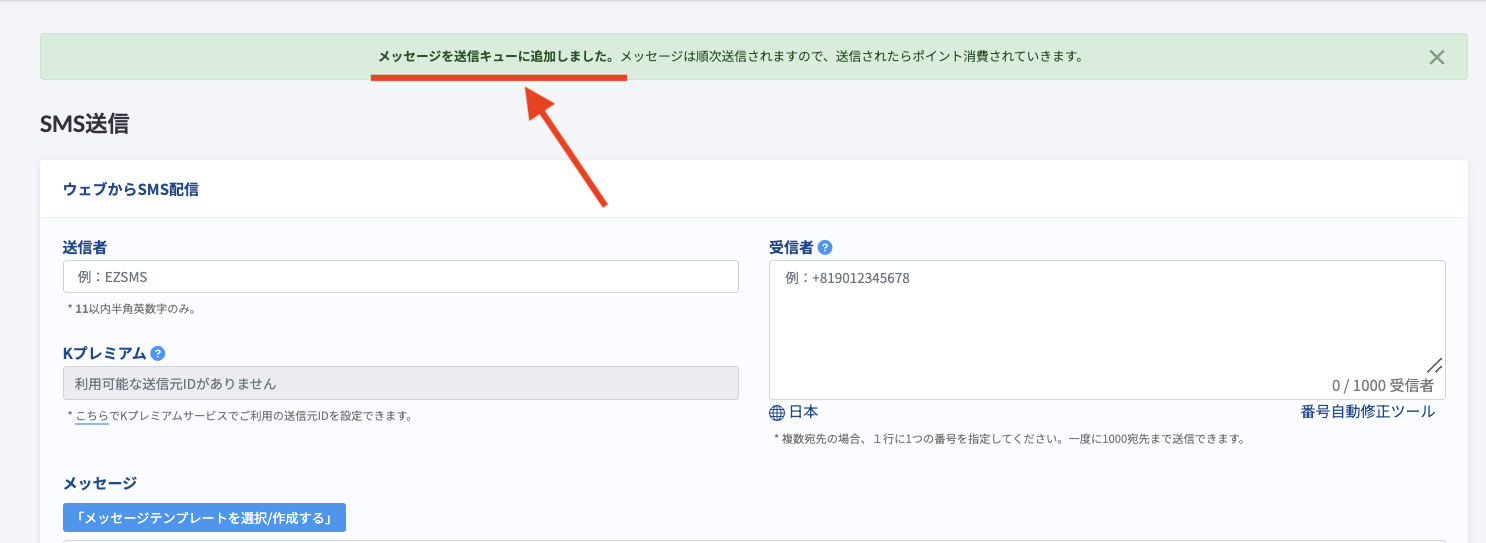 メッセージを送信キューに追加しました。メッセージは順次送信されますので、送信されたらポイント消費されていきます。
SMS送信
ウェブからSMS配信
送信者
例：EZSMS
* 11以内半角英数字のみ。
Kプレミアム
利用可能な送信元IDがありません
* こちらでKプレミアムサービスでご利用の送信元IDを設定できます。
受信者
例：+819012345678
0 / 1000 受信者
日本
番号自動修正ツール
* 複数宛先の場合、１行に1つの番号を指定してください。一度に1000宛先まで送信できます。
メッセージ
「メッセージテンプレートを選択/作成する」